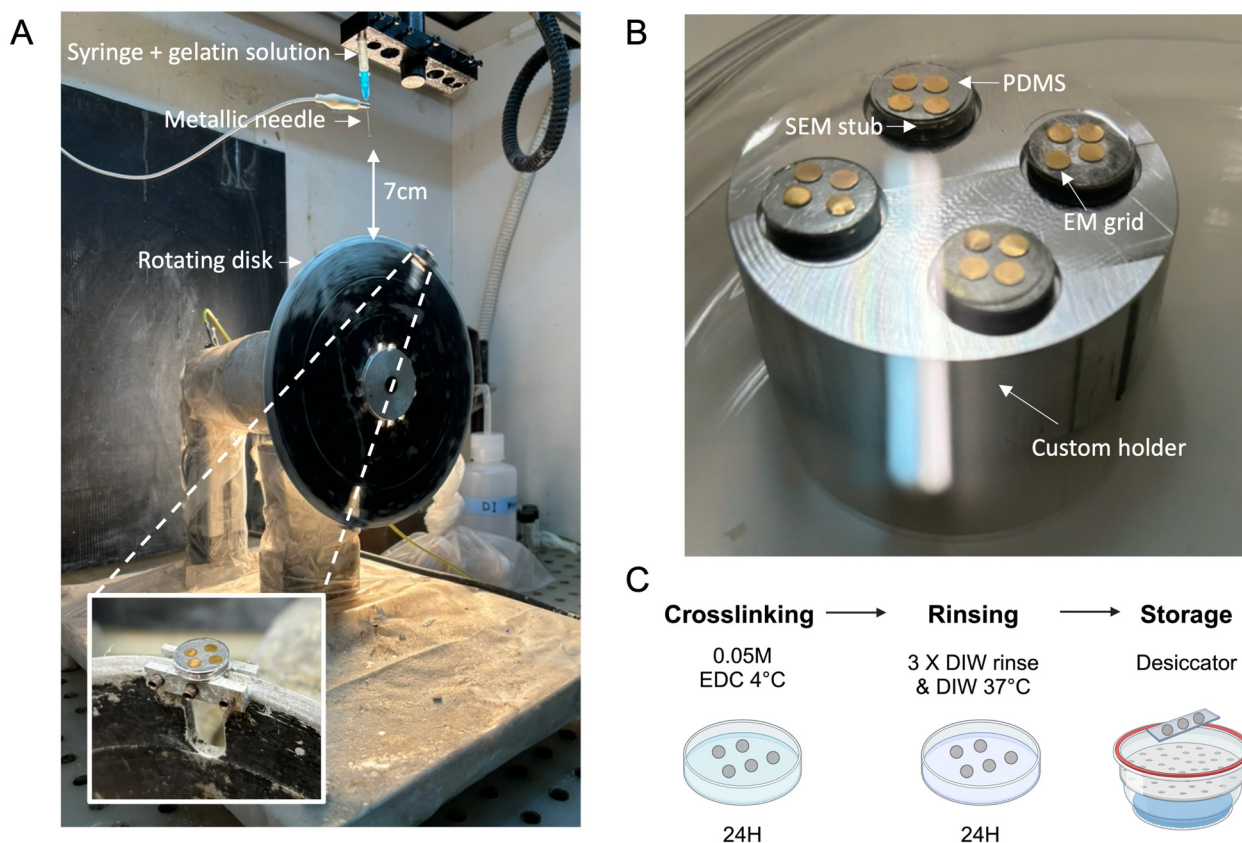 A
Syringe + gelatin solution
Metallic needle
7cm
Rotating disk
DI
B
PDMS
SEM stub
EM grid
Custom holder
C
Crosslinking
Rinsing
Storage
0.05M
EDC 4°C
3 X DIW rinse
& DIW 37°C
Desiccator
24H
24H